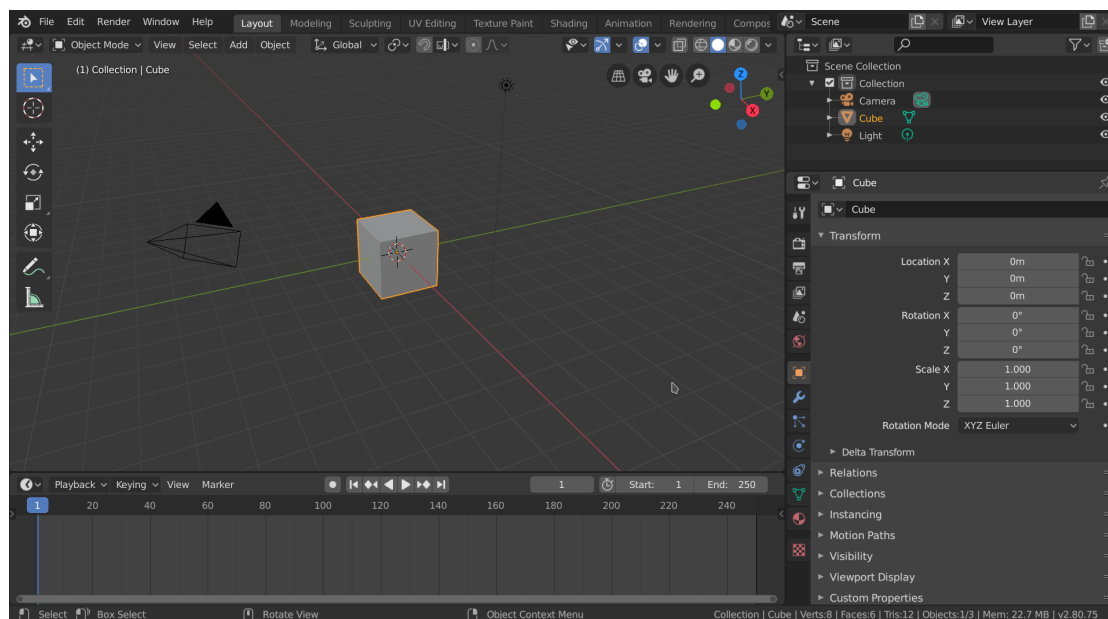 File Edit Render Window Help Layout Modeling Sculpting UV Editing Texture Paint Shading Animation Rendering Compos Scene View Layer
Object Mode View Select Add Object Global
(1) Collection | Cube
Z
Y
X
Scene Collection
Collection
Camera
Cube
Light
Cube
Cube
Transform
Location X 0m
Y 0m
Z 0m
Rotation X 0°
Y 0°
Z 0°
Scale X 1.000
Y 1.000
Z 1.000
Rotation Mode XYZ Euler
Delta Transform
Relations
Collections
Instancing
Motion Paths
Visibility
Viewport Display
Custom Properties
Playback Keying View Marker 1 Start: 1 End: 250
1 20 40 60 80 100 120 140 160 180 200 220 240
Select Box Select Rotate View Object Context Menu Collection | Cube | Verts:8 | Faces:6 | Tris:12 | Objects:1/3 | Mem: 22.7 MB | v2.80.75